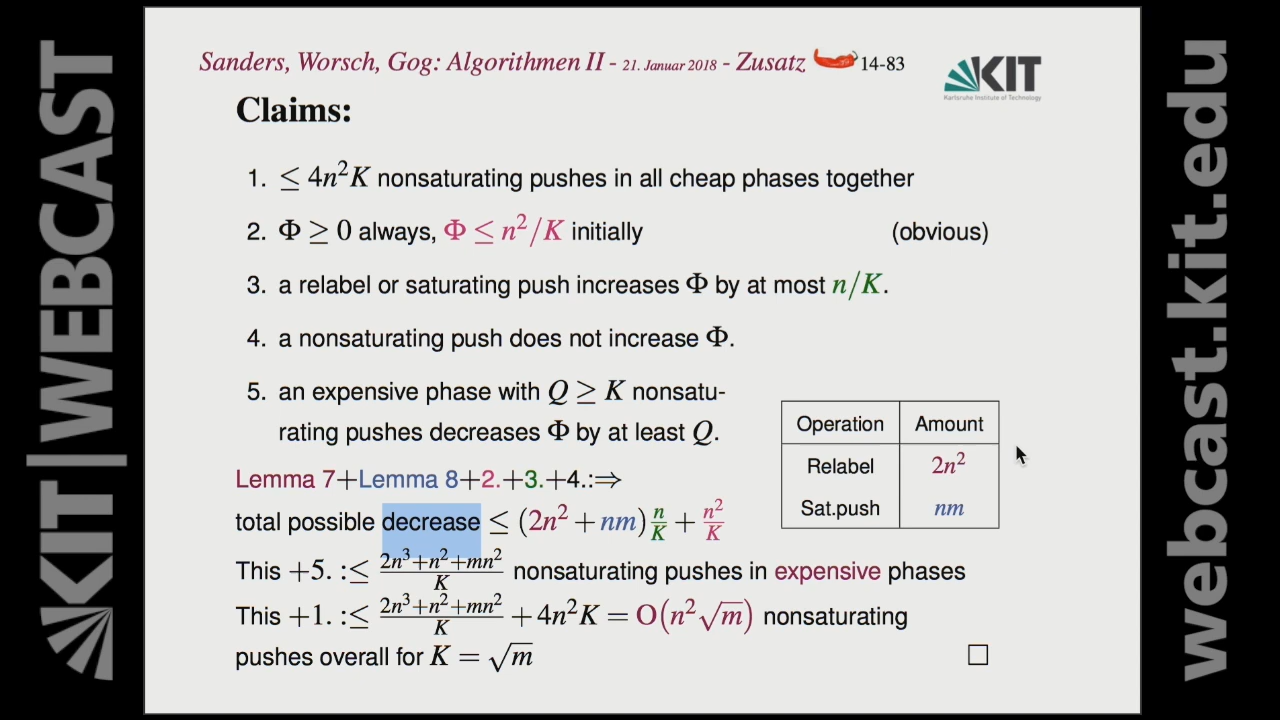 KIT | WEBCAST
Sanders, Worsch, Gog: Algorithmen II - 21. Januar 2018 - Zusatz 14-83
KIT
Karlsruhe Institute of Technology
Claims:
1. ≤ 4n²K nonsaturating pushes in all cheap phases together
2. Φ ≥ 0 always, Φ ≤ n²/K initially (obvious)
3. a relabel or saturating push increases Φ by at most n/K.
4. a nonsaturating push does not increase Φ.
5. an expensive phase with Q ≥ K nonsatu-
rating pushes decreases Φ by at least Q.
Operation Amount
Relabel 2n²
Sat.push nm
Lemma 7+Lemma 8+2.+3.+4.:⇒
total possible decrease ≤ (2n² + nm) n/K + n²/K
This +5. :≤ (2n³+n²+mn²)/K nonsaturating pushes in expensive phases
This +1. :≤ (2n³+n²+mn²)/K + 4n²K = O(n²√m) nonsaturating
pushes overall for K = √m □
webcast.kit.edu